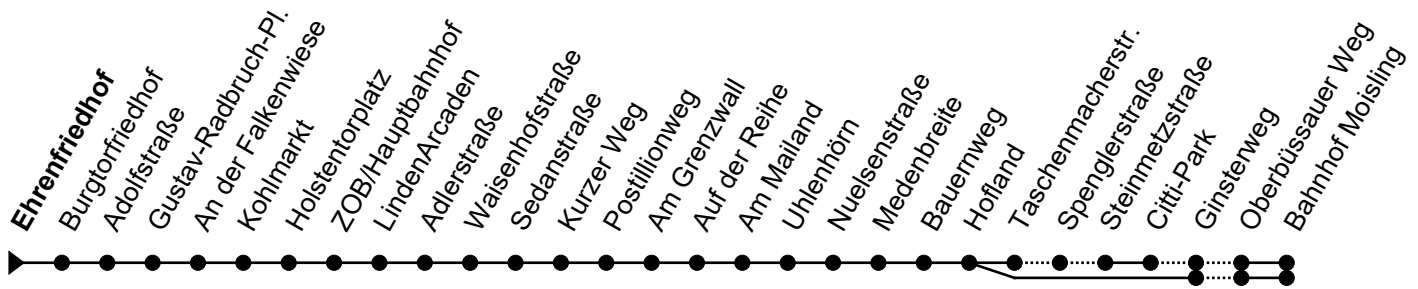 Ehrenfriedhof
Burgtorfriedhof
Adolfstraße
Gustav-Radbruch-Pl.
An der Falkenwiese
Kohlmarkt
Holstentorplatz
ZOB/Hauptbahnhof
LindenArcaden
Adlerstraße
Waisenhofstraße
Sedanstraße
Kurzer Weg
Postillionweg
Am Grenzwall
Auf der Reihe
Am Mailand
Uhlenhörn
Nuelsenstraße
Medenbreite
Bauernweg
Hofland
Taschenmacherstr.
Spenglerstraße
Steinmetzstraße
Citti-Park
Ginsterweg
Oberbüssauer Weg
Bahnhof Moisling